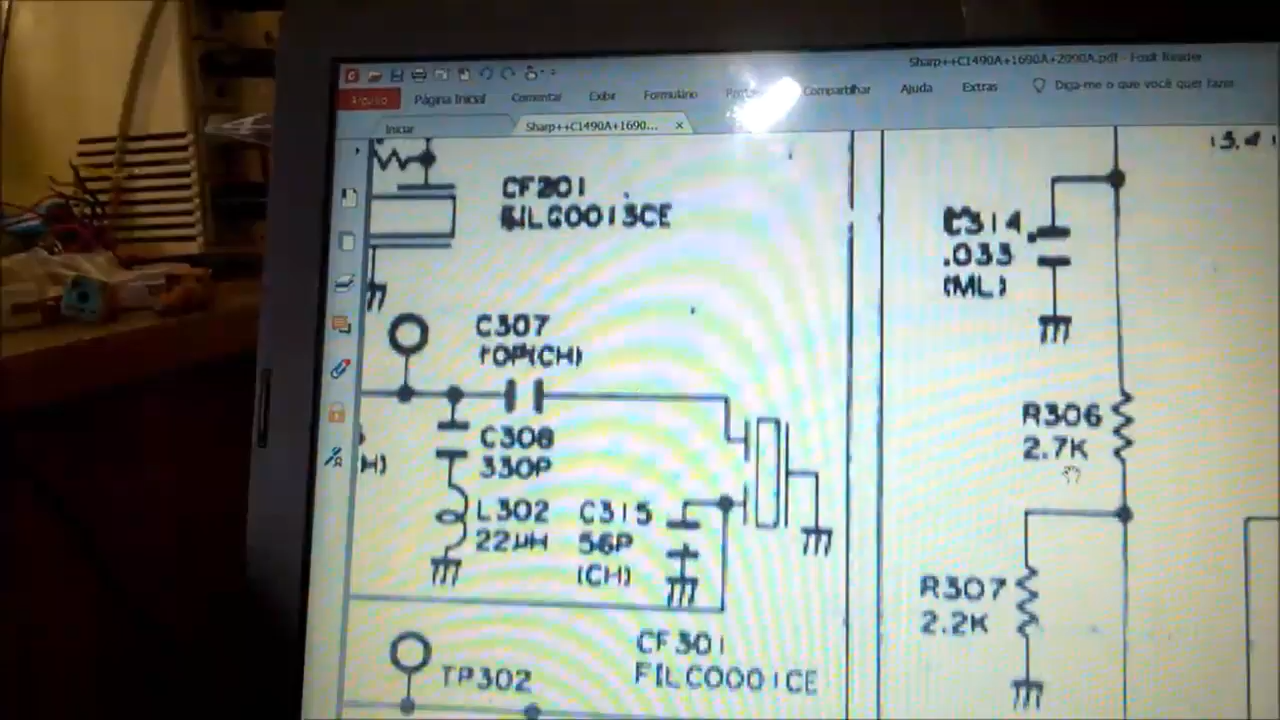 Sharp++C1490A+1690A+2090A.pdf - Foxit Reader
Arquivo Página Inicial Comentar Exibir Formulário Compartilhar Ajuda Extras Diga-me o que você quer fazer
Iniciar Sharp++C1490A+1690... ×
CF201
FILC0013CE
C307
10P(CH)
C308
330P
H)
L302
22µH
C315
56P
(CH)
CF301
FILC0001CE
TP302
C314
.033
(ML)
R306
2.7K
R307
2.2K